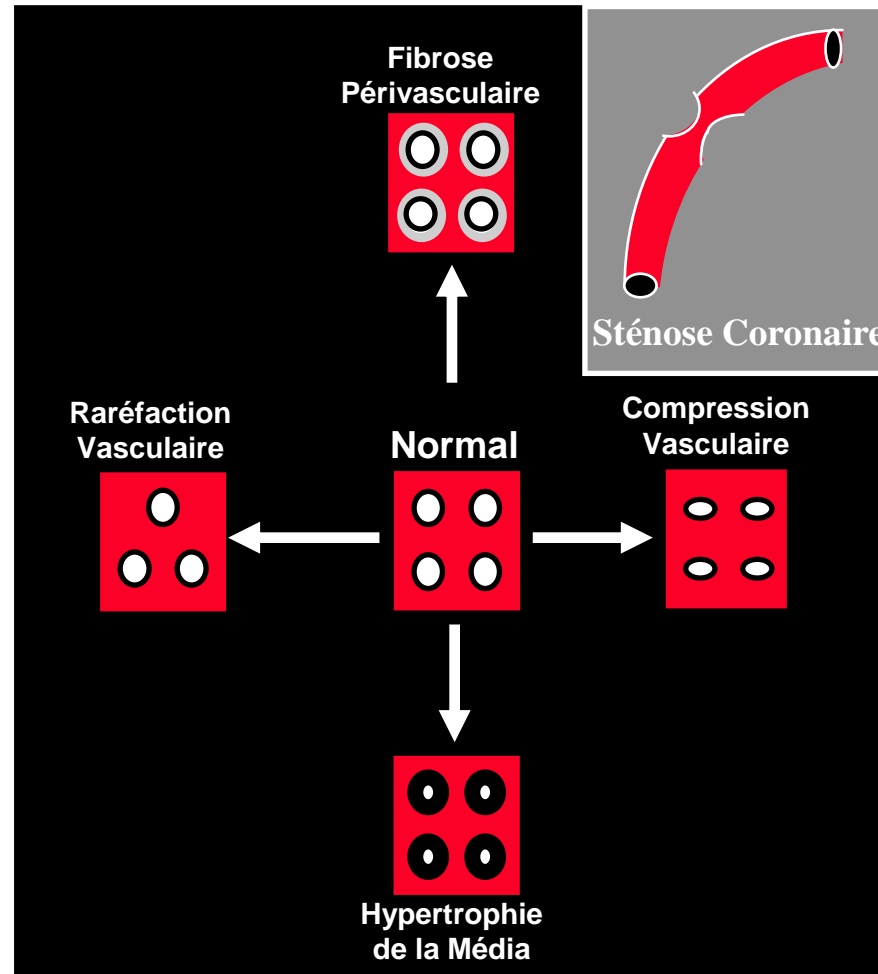 Fibrose
Périvasculaire
Sténose Coronaire
Raréfaction
Vasculaire
Normal
Compression
Vasculaire
Hypertrophie
de la Média